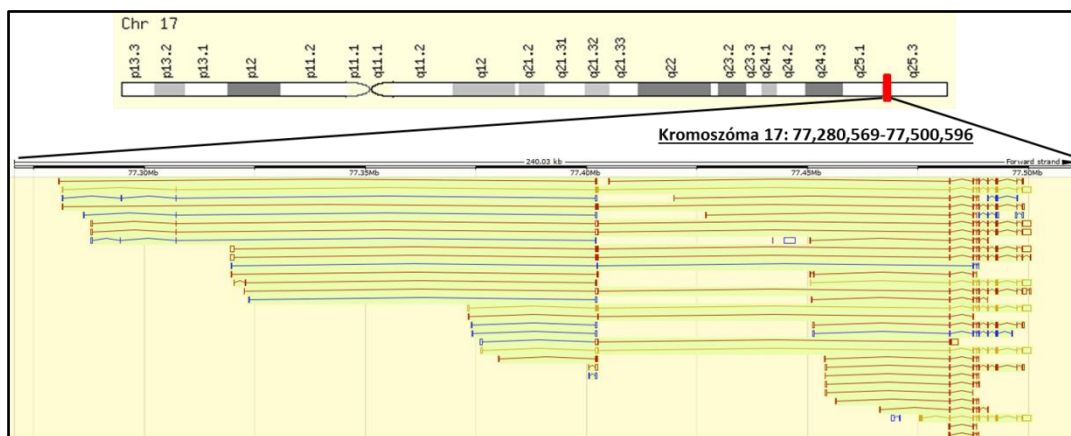 Chr 17
p13.3 p13.2 p13.1 p12 p11.2 p11.1 q11.1 q11.2 q12 q21.2 q21.31 q21.32 q21.33 q22 q23.2 q23.3 q24.1 q24.2 q24.3 q25.1 q25.3
Kromoszóma 17: 77,280,569-77,500,596
240.03 kb Forward strand
77.30Mb 77.35Mb 77.40Mb 77.45Mb 77.50Mb